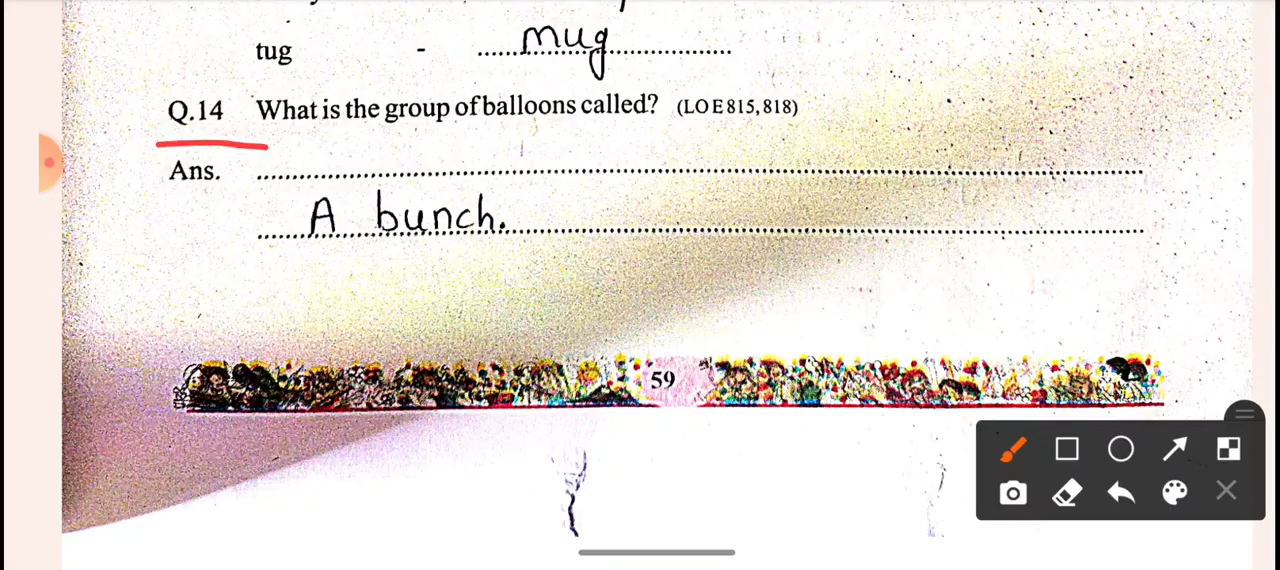 tug - mug
Q.14 What is the group of balloons called? (LO E 815, 818)
Ans.
A bunch.
59